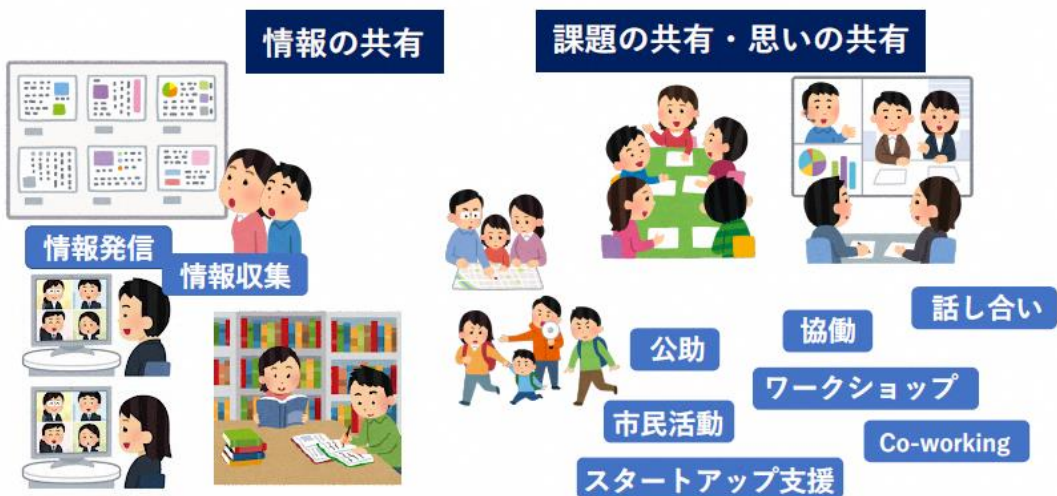 情報の共有
課題の共有・思いの共有
情報発信
情報収集
話し合い
協働
公助
ワークショップ
市民活動
Co-working
スタートアップ支援